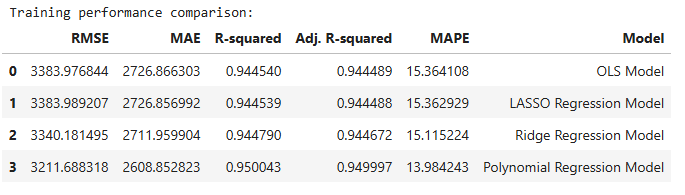 Training performance comparison:
RMSE MAE R-squared Adj. R-squared MAPE Model
0 3383.976844 2726.866303 0.944540 0.944489 15.364108 OLS Model
1 3383.989207 2726.856992 0.944539 0.944488 15.362929 LASSO Regression Model
2 3340.181495 2711.959904 0.944790 0.944672 15.115224 Ridge Regression Model
3 3211.688318 2608.852823 0.950043 0.949997 13.984243 Polynomial Regression Model